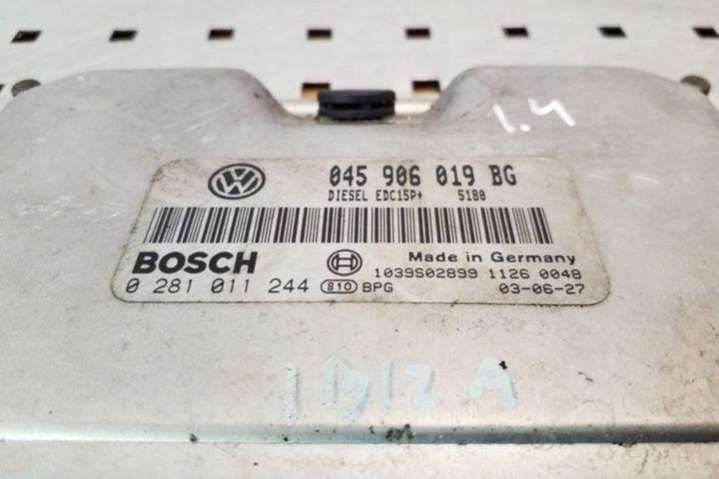 1.4
045 906 019 BG
DIESEL EDC15P+ 5180
BOSCH Made in Germany
1039S02899 1126 0048
0 281 011 244 810 BPG 03-06-27
IBIZA